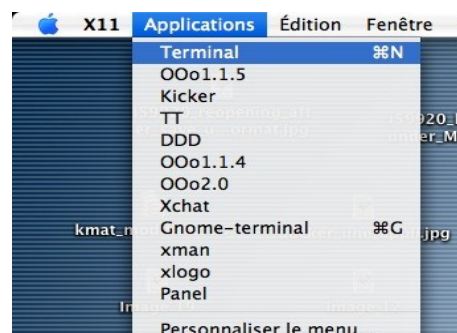 X11 Applications Édition Fenêtre
Terminal ⌘N
OOo1.1.5
Kicker
TT
DDD
OOo1.1.4
OOo2.0
Xchat
Gnome-terminal ⌘G
xman
xlogo
Panel
Personnaliser le menu